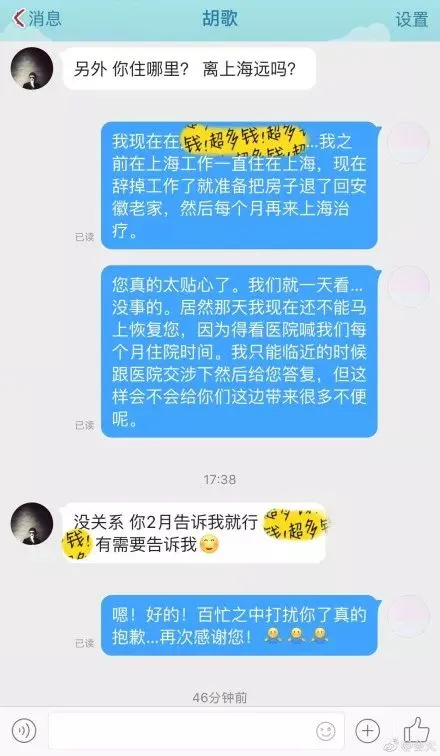 消息
胡歌
设置
另外 你住哪里? 离上海远吗?
我现在在
钱!超多钱!超多
钱!超
...我之
前在上海工作一直住在上海,现在
辞掉工作了就准备把房子退了回安
徽老家,然后每个月再来上海治
疗。
已读
您真的太贴心了。我们就一天看...
没事的。居然那天我现在还不能马
上恢复您,因为得看医院喊我们每
个月住院时间。我只能临近的时候
跟医院交涉下然后给您答复,但这
样会不会给你们这边带来很多不便
呢。
已读
17:38
没关系 你2月告诉我就行
钱!超多钱
钱!
有需要告诉我
嗯!好的!百忙之中打扰你了真的
抱歉...再次感谢您!
已读
46分钟前